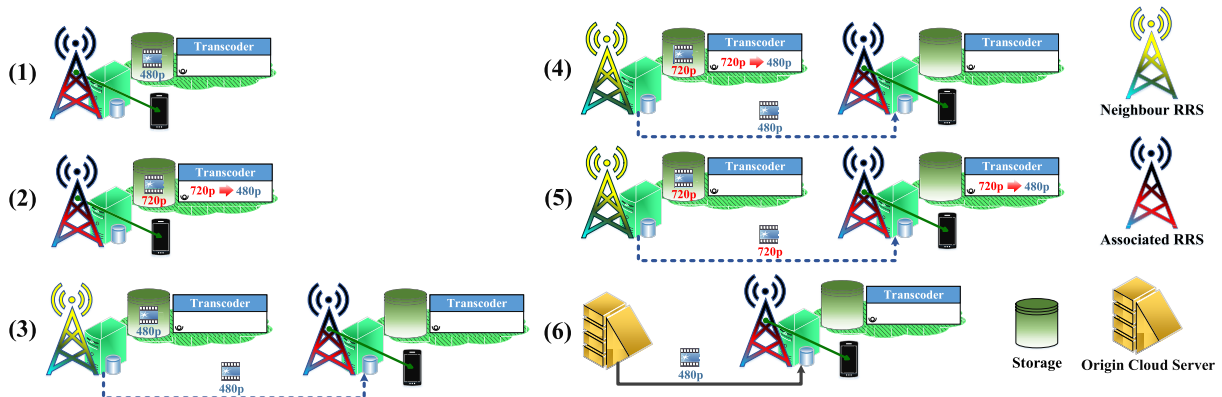 (1)
480p
Transcoder
(2)
720p
Transcoder
720p 480p
(3)
480p
Transcoder
480p
Transcoder
(4)
720p
Transcoder
720p 480p
480p
Transcoder
(5)
720p
Transcoder
720p
Transcoder
720p 480p
(6)
480p
Transcoder
Neighbour RRS
Associated RRS
Storage
Origin Cloud Server